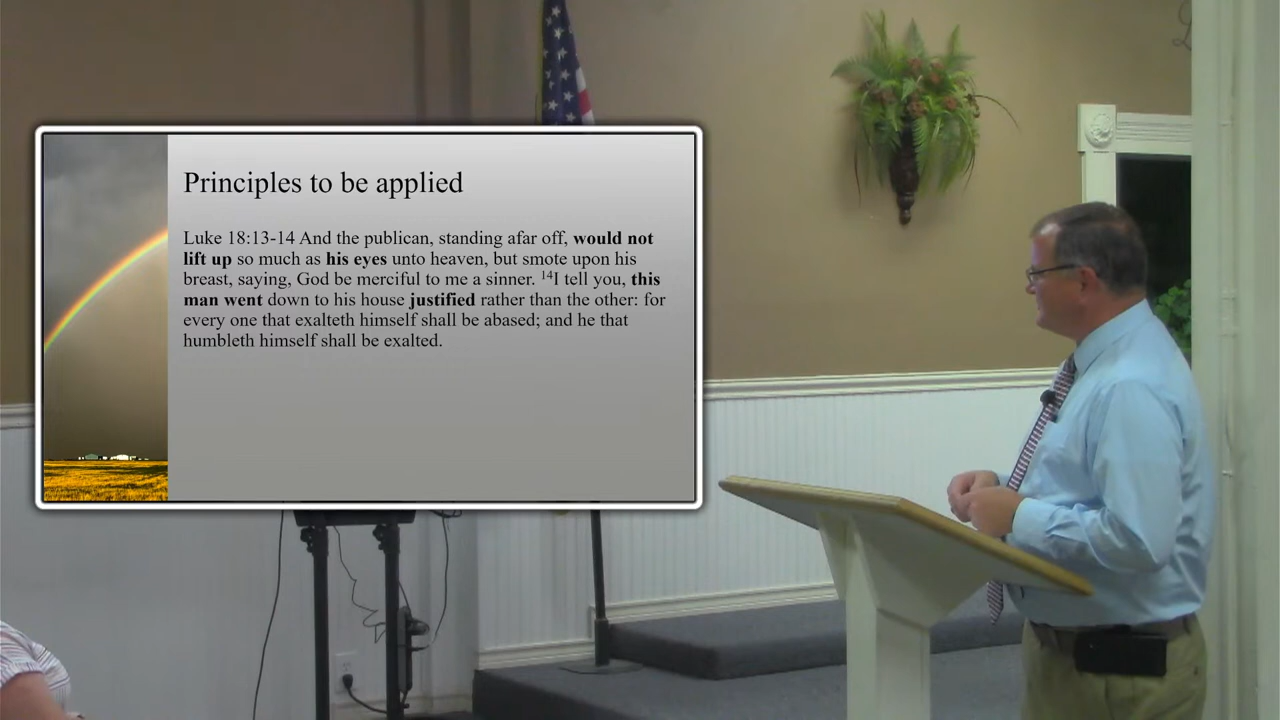 Principles to be applied
Luke 18:13-14 And the publican, standing afar off, would not
lift up so much as his eyes unto heaven, but smote upon his
breast, saying, God be merciful to me a sinner. ¹⁴I tell you, this
man went down to his house justified rather than the other: for
every one that exalteth himself shall be abased; and he that
humbleth himself shall be exalted.